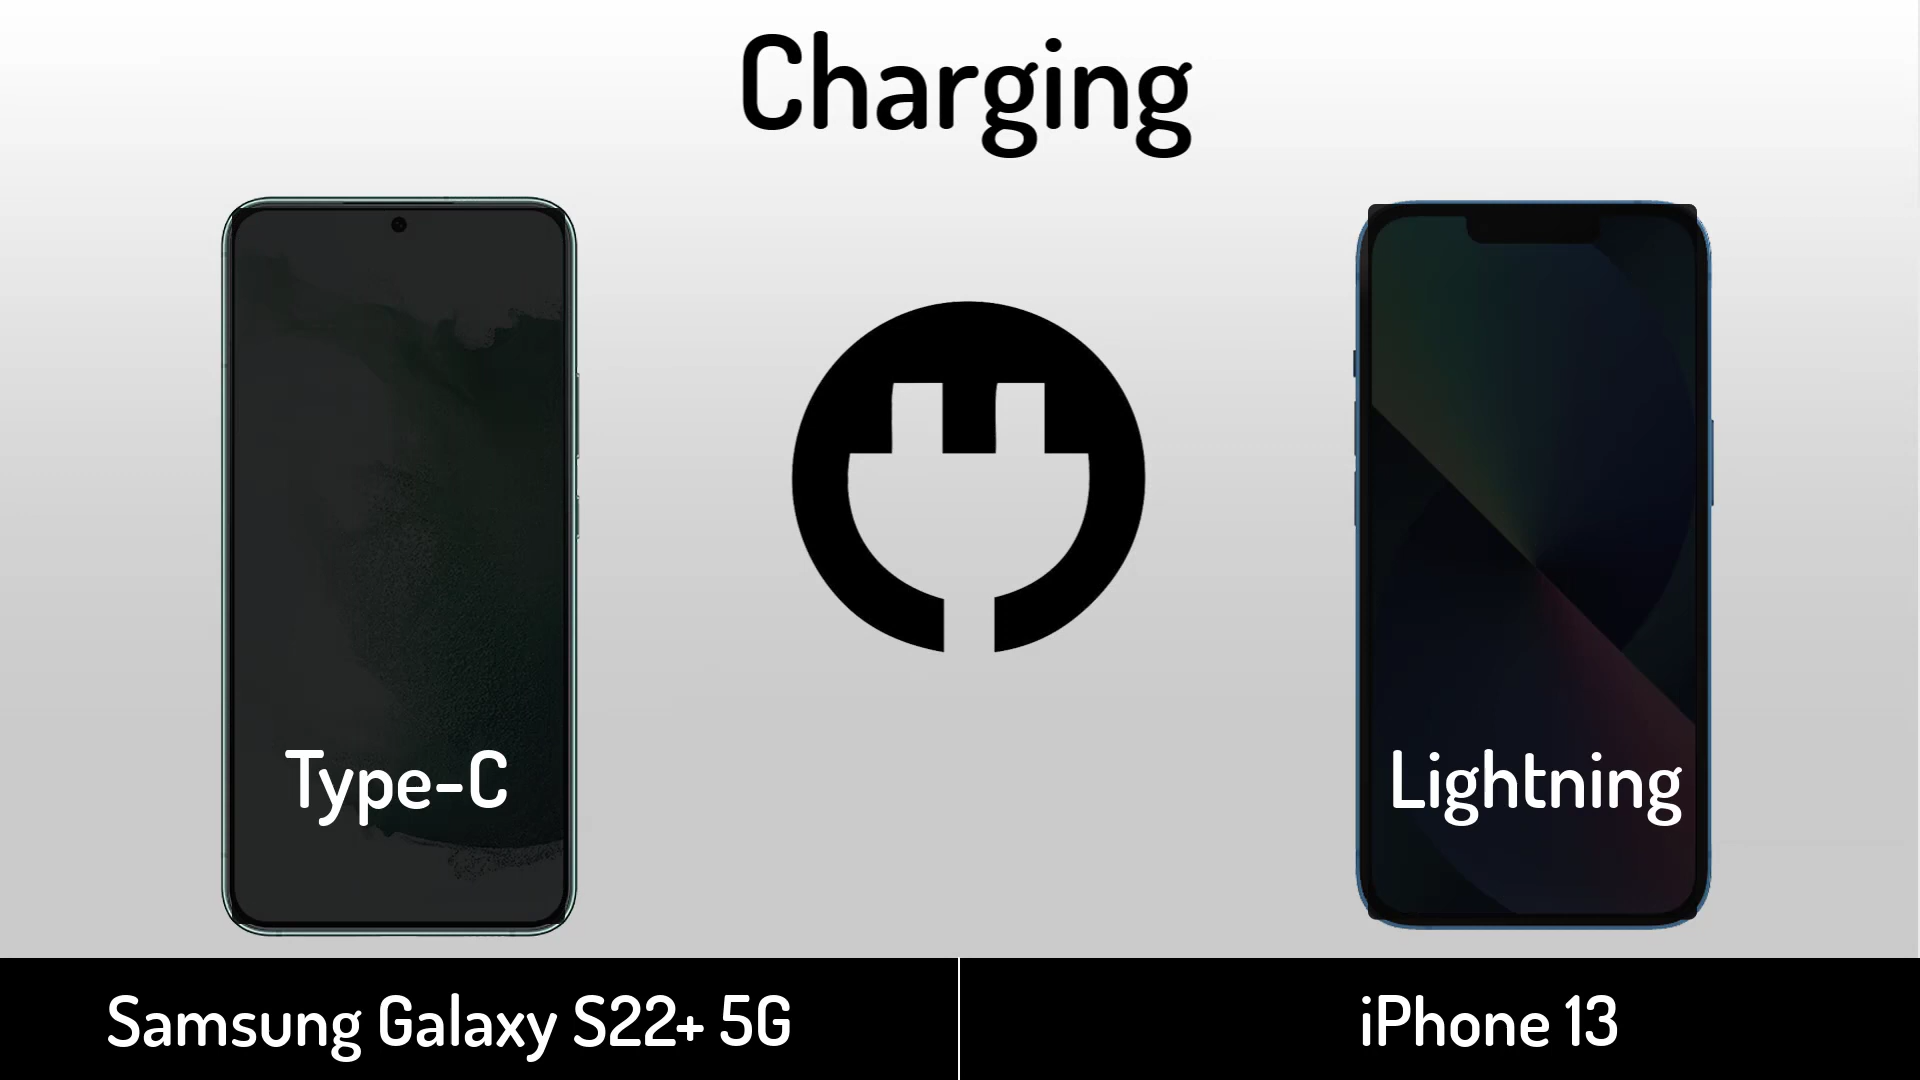 Charging
Type-C
Lightning
Samsung Galaxy S22+ 5G
iPhone 13